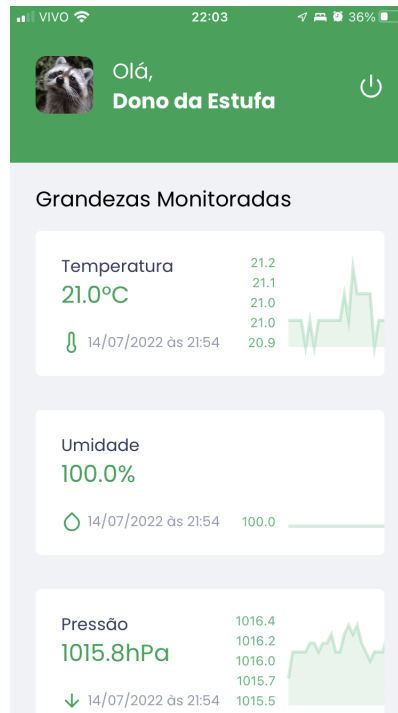 VIVO 22:03 36%
Olá,
Dono da Estufa
Grandezas Monitoradas
Temperatura
21.0°C
14/07/2022 às 21:54
21.2
21.1
21.0
21.0
20.9
Umidade
100.0%
14/07/2022 às 21:54
100.0
Pressão
1015.8hPa
14/07/2022 às 21:54
1016.4
1016.2
1016.0
1015.7
1015.5